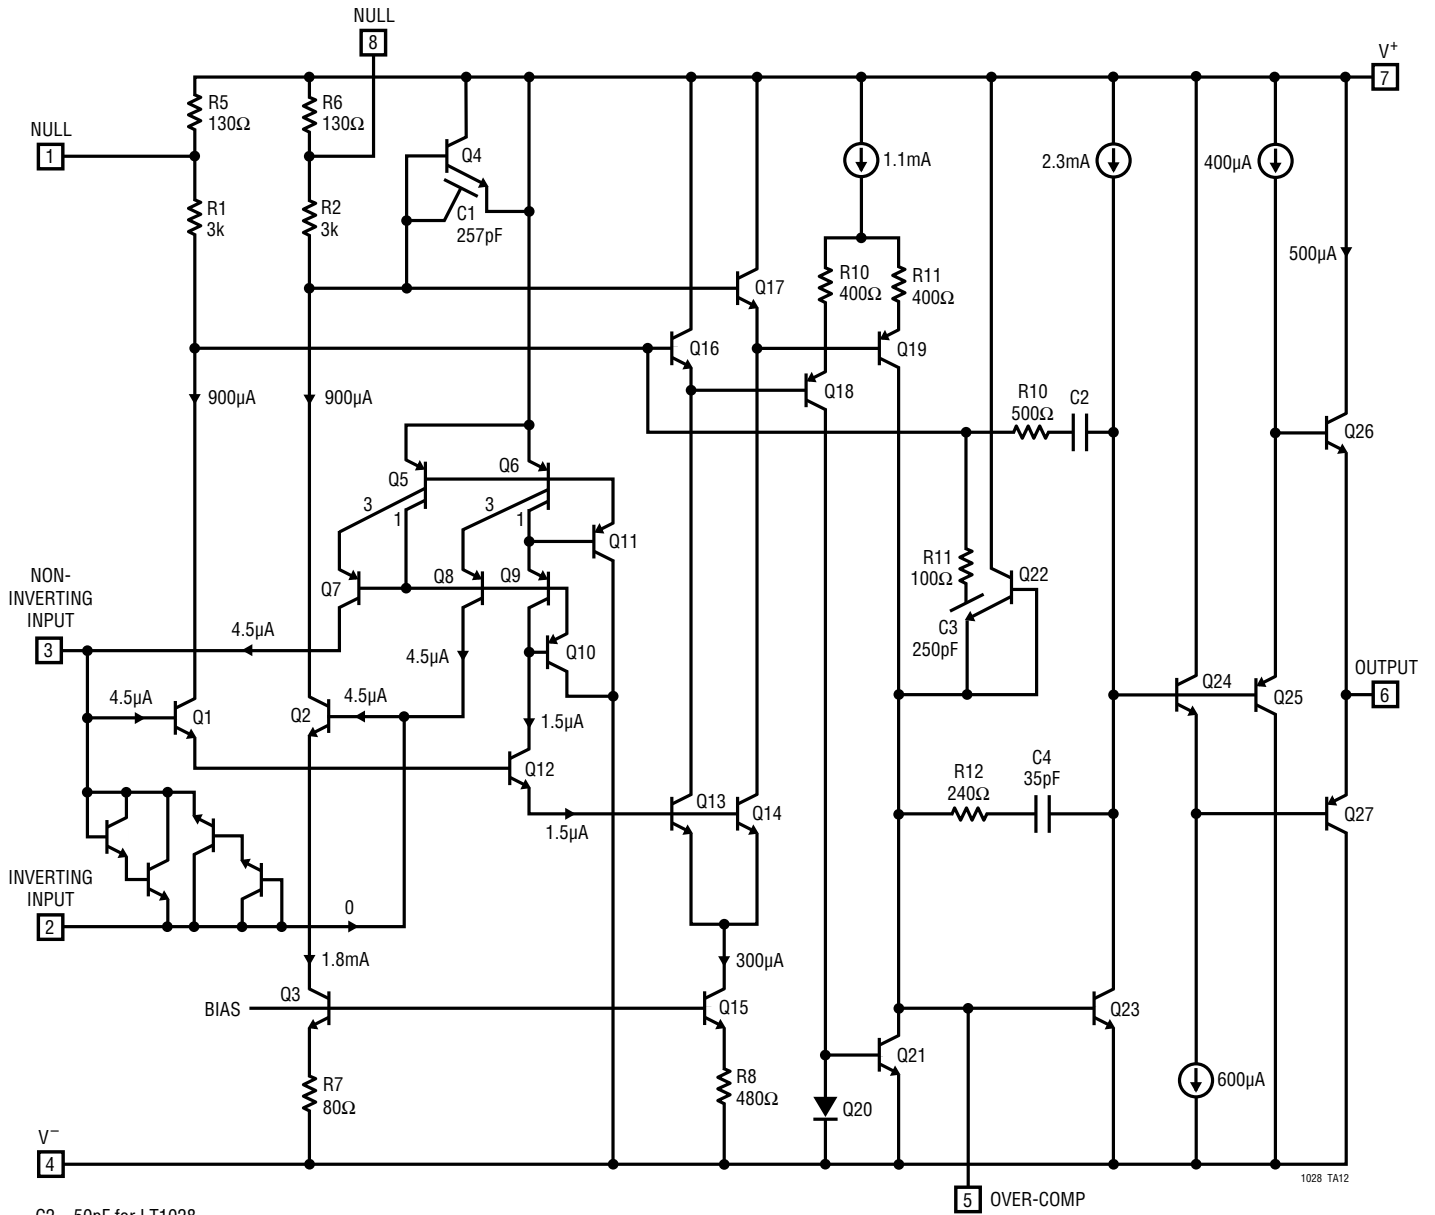 NULL
8
V+
7
R5
130Ω
R6
130Ω
NULL
1
Q4
1.1mA
2.3mA
400µA
R1
3k
R2
3k
C1
257pF
500µA
R10
400Ω
R11
400Ω
Q17
Q16
Q19
Q18
900µA
900µA
R10
500Ω
C2
Q26
Q5
Q6
3
1
3
1
Q11
NON-
INVERTING
INPUT
3
Q7
Q8
Q9
R11
100Ω
Q22
C3
250pF
4.5µA
4.5µA
Q10
OUTPUT
6
4.5µA
Q1
Q2
4.5µA
1.5µA
Q24
Q25
Q12
R12
240Ω
C4
35pF
1.5µA
Q13
Q14
Q27
INVERTING
INPUT
2
0
1.8mA
300µA
Q3
BIAS
Q15
Q23
Q21
R7
80Ω
R8
480Ω
Q20
600µA
V−
4
1028 TA12
5
OVER-COMP